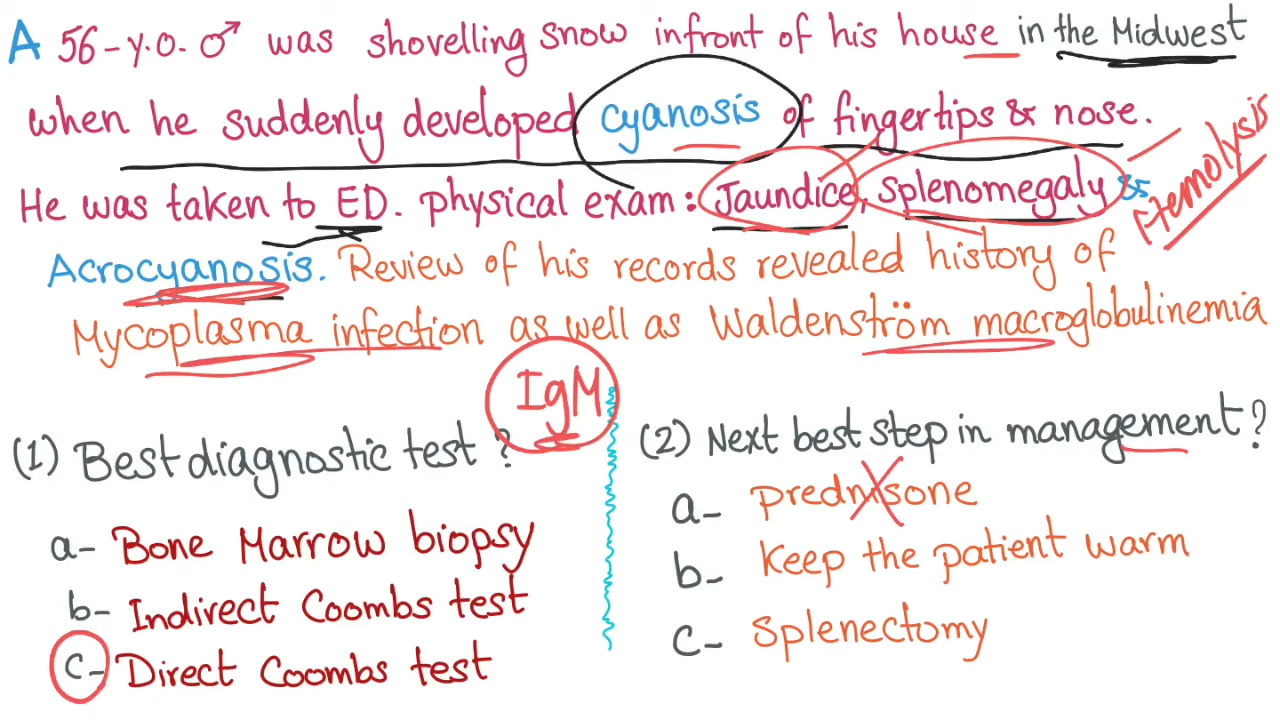 A 56-y.o. ♂ was shovelling snow infront of his house in the Midwest
when he suddenly developed cyanosis of fingertips & nose.
He was taken to ED. physical exam: Jaundice, splenomegaly &
Hemolysis
Acrocyanosis. Review of his records revealed history of
Mycoplasma infection as well as Waldenström macroglobulinemia
IgM
(1) Best diagnostic test?
a- Bone Marrow biopsy
b- Indirect Coombs test
c- Direct Coombs test
(2) Next best step in management?
a- prednisone
b- Keep the patient warm
c- Splenectomy